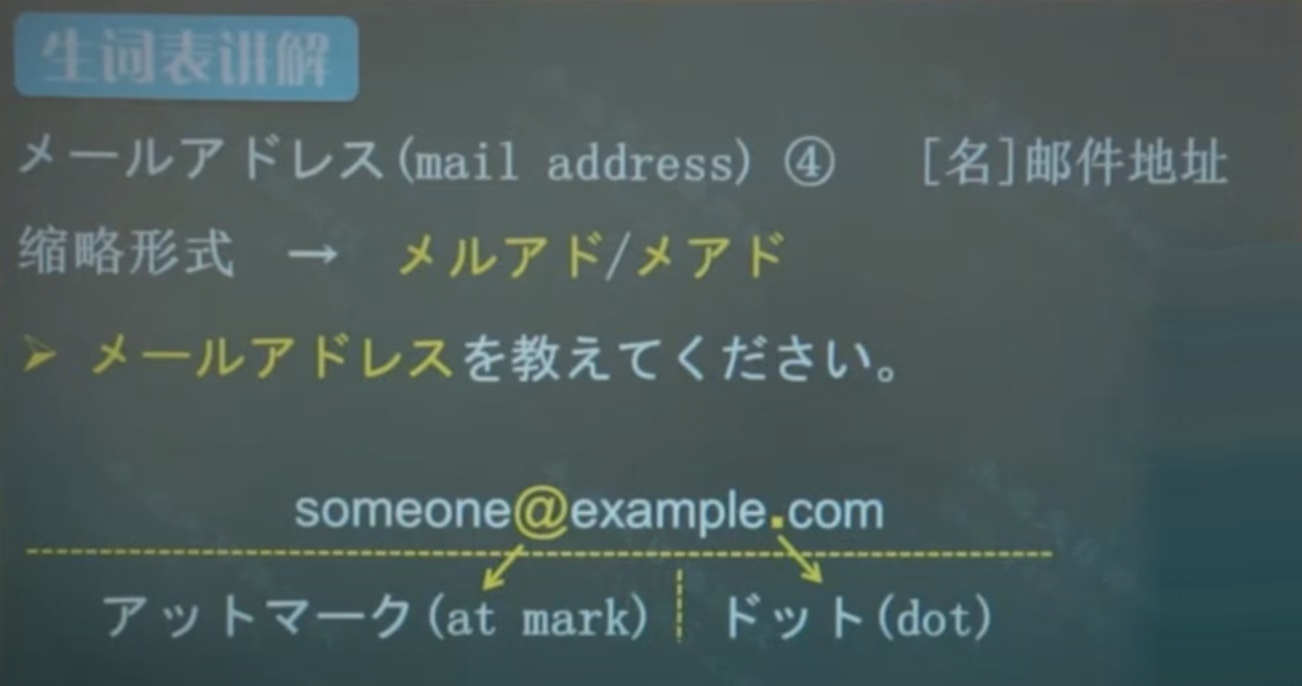 生词表讲解
メールアドレス(mail address) ④ [名]邮件地址
缩略形式 → メルアド/メアド
➢ メールアドレスを教えてください。
someone@example.com
アットマーク(at mark) ドット(dot)